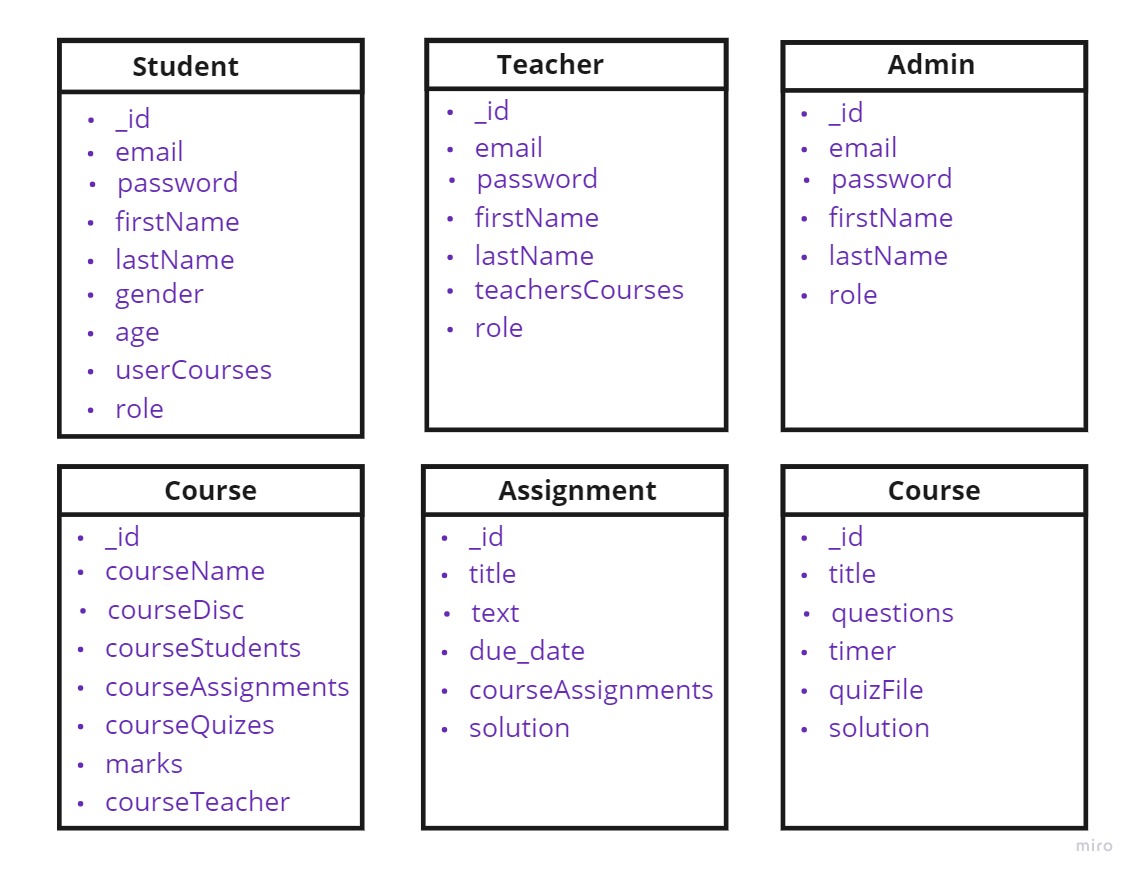 Student
• _id
• email
• password
• firstName
• lastName
• gender
• age
• userCourses
• role
Teacher
• _id
• email
• password
• firstName
• lastName
• teachersCourses
• role
Admin
• _id
• email
• password
• firstName
• lastName
• role
Course
• _id
• courseName
• courseDisc
• courseStudents
• courseAssignments
• courseQuizes
• marks
• courseTeacher
Assignment
• _id
• title
• text
• due_date
• courseAssignments
• solution
Course
• _id
• title
• questions
• timer
• quizFile
• solution
miro